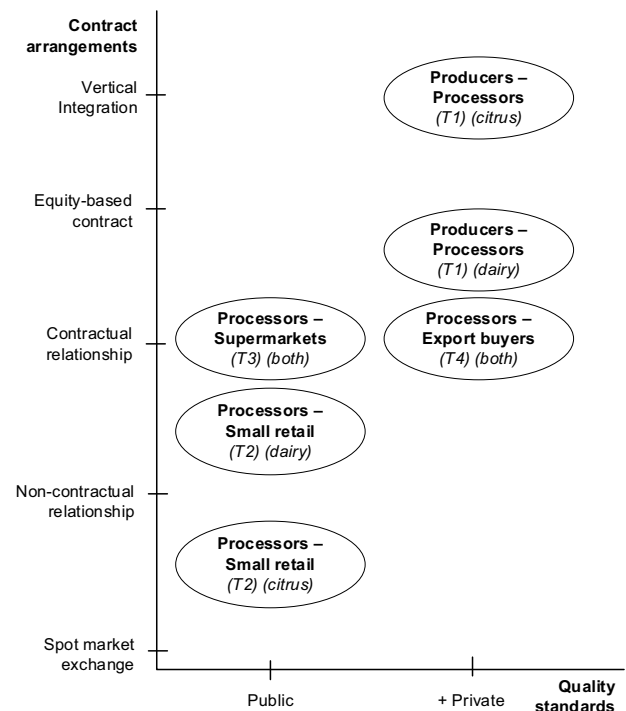 Contract
arrangements
Vertical
Integration
Producers –
Processors
(T1) (citrus)
Equity-based
contract
Producers –
Processors
(T1) (dairy)
Contractual
relationship
Processors –
Supermarkets
(T3) (both)
Processors –
Export buyers
(T4) (both)
Processors –
Small retail
(T2) (dairy)
Non-contractual
relationship
Processors –
Small retail
(T2) (citrus)
Spot market
exchange
Public
+ Private
Quality
standards